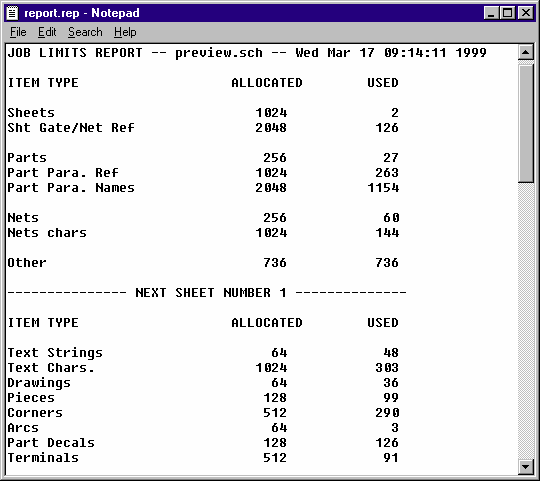 report.rep - Notepad
File Edit Search Help
JOB LIMITS REPORT -- preview.sch -- Wed Mar 17 09:14:11 1999
ITEM TYPE ALLOCATED USED
Sheets 1024 2
Sht Gate/Net Ref 2048 126
Parts 256 27
Part Para. Ref 1024 263
Part Para. Names 2048 1154
Nets 256 60
Nets chars 1024 144
Other 736 736
--------------- NEXT SHEET NUMBER 1 --------------
ITEM TYPE ALLOCATED USED
Text Strings 64 48
Text Chars. 1024 303
Drawings 64 36
Pieces 128 99
Corners 512 290
Arcs 64 3
Part Decals 128 126
Terminals 512 91